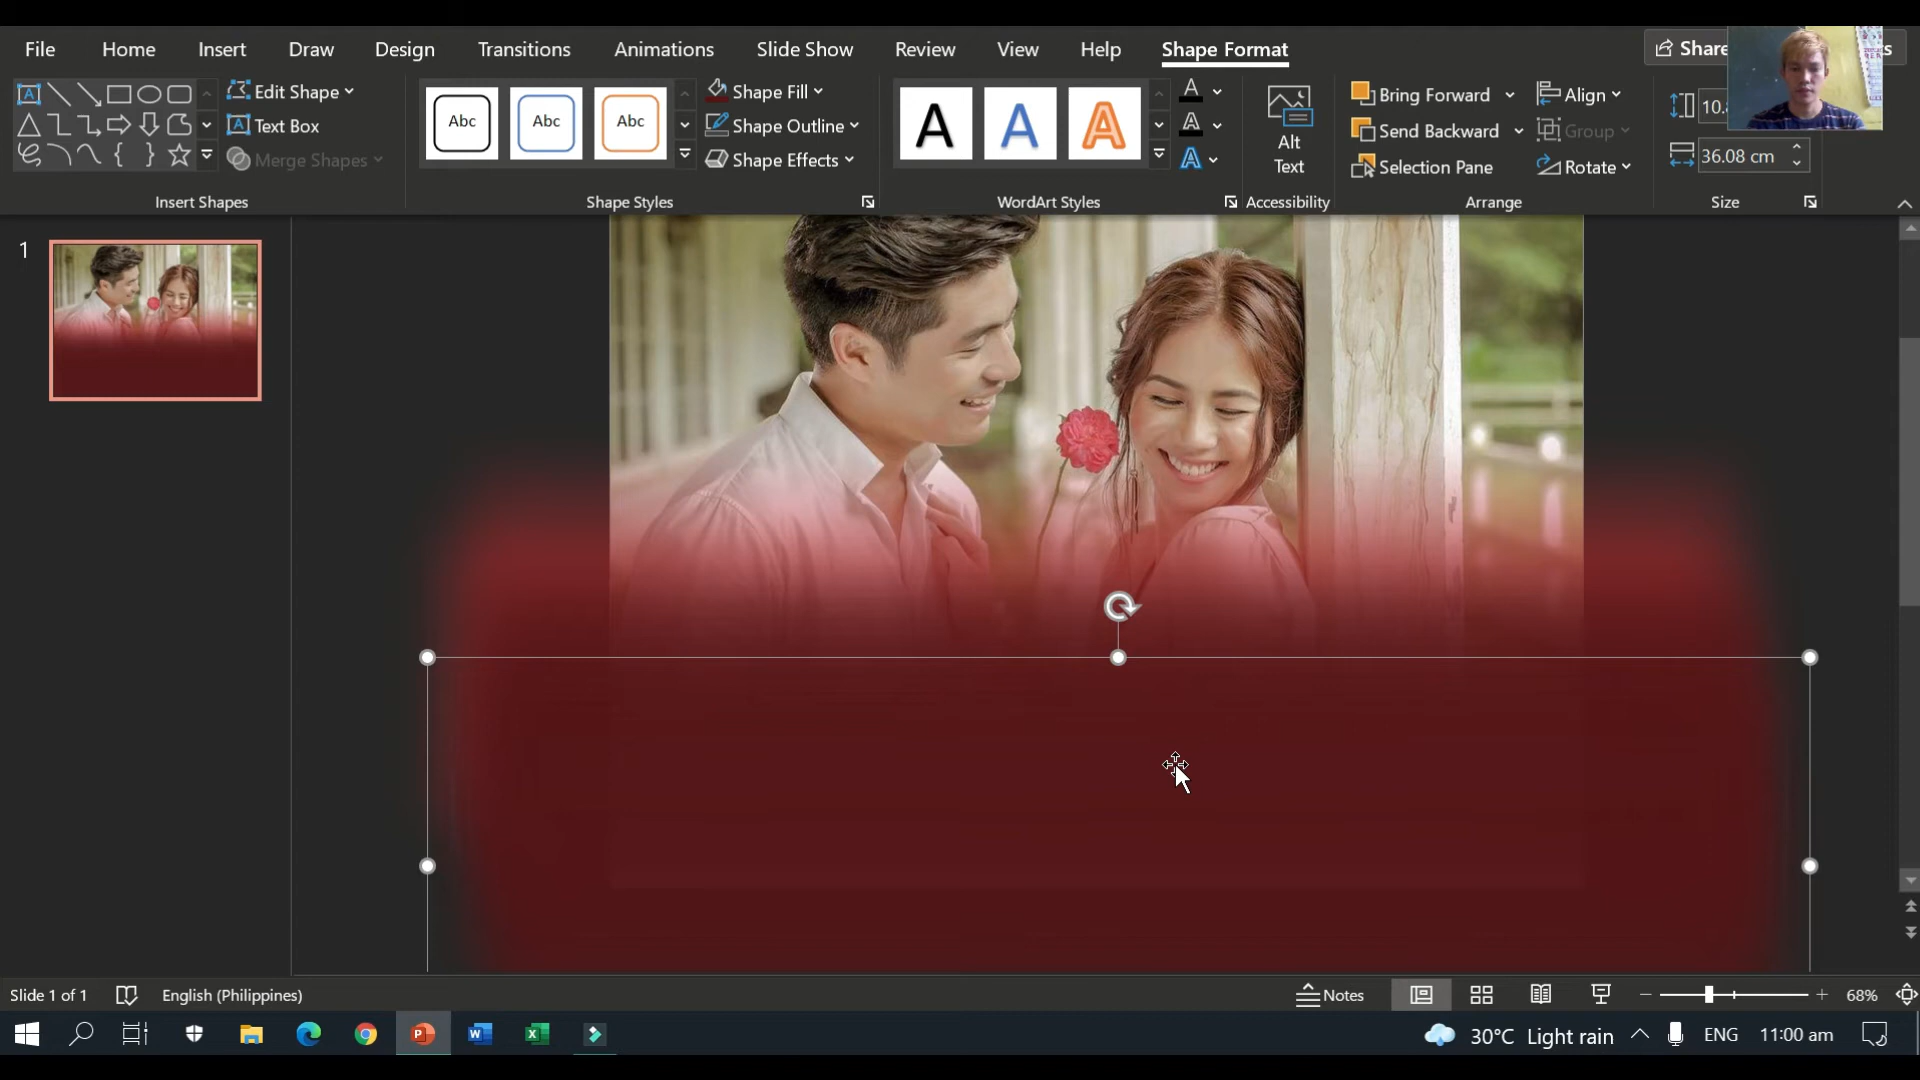 File Home Insert Draw Design Transitions Animations Slide Show Review View Help Shape Format Share
Edit Shape
Text Box
Merge Shapes
Insert Shapes
Abc Abc Abc
Shape Fill
Shape Outline
Shape Effects
Shape Styles
A A A
WordArt Styles
Alt
Text
Accessibility
Bring Forward
Send Backward
Selection Pane
Align
Group
Rotate
Arrange
36.08 cm
Size
1
Slide 1 of 1 English (Philippines) Notes 68%
30°C Light rain ENG 11:00 am